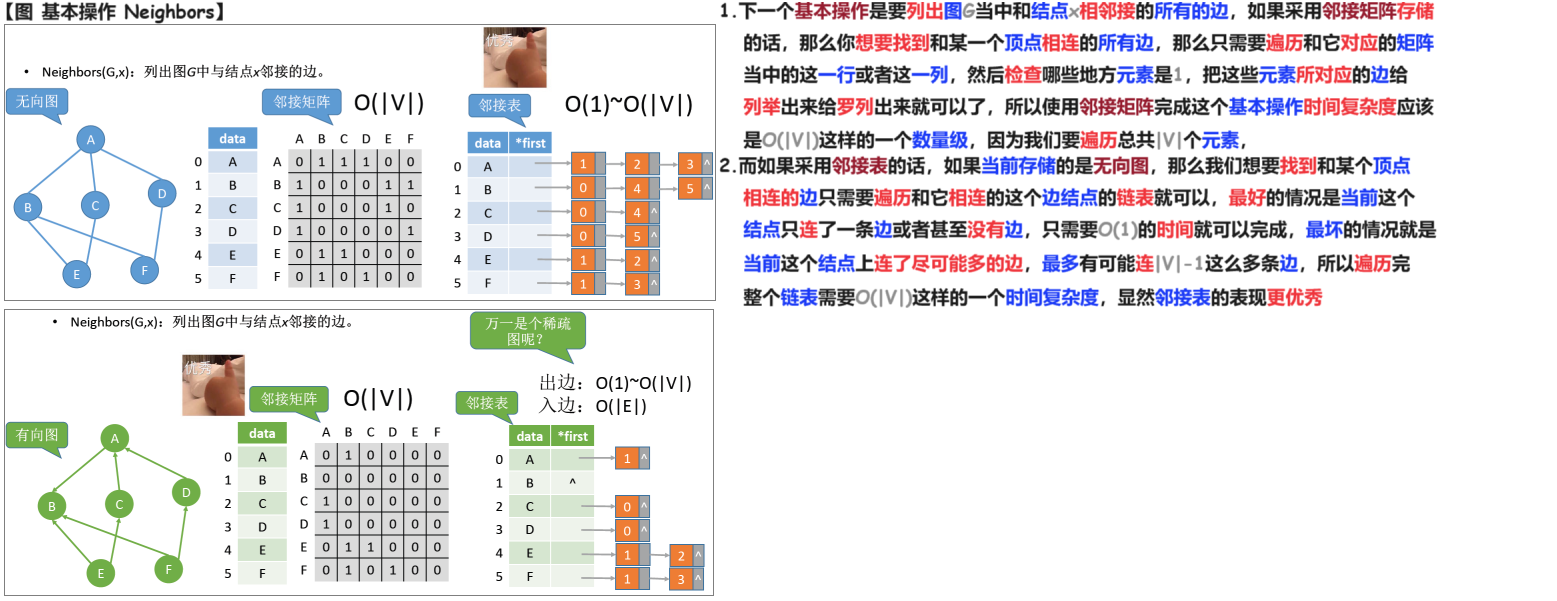 【图 基本操作 Neighbors】
• Neighbors(G,x)：列出图G中与结点x邻接的边。
优秀
无向图
邻接矩阵 O(|V|)
邻接表 O(1)~O(|V|)
A
B
C
D
E
F
data
0 A
1 B
2 C
3 D
4 E
5 F
A B C D E F
A 0 1 1 1 0 0
B 1 0 0 0 1 1
C 1 0 0 0 1 0
D 1 0 0 0 0 1
E 0 1 1 0 0 0
F 0 1 0 1 0 0
data *first
0 A 1 2 3 ^
1 B 0 4 5 ^
2 C 0 4 ^
3 D 0 5 ^
4 E 1 2 ^
5 F 1 3 ^
• Neighbors(G,x)：列出图G中与结点x邻接的边。
万一是个稀疏
图呢？
优秀
邻接矩阵 O(|V|)
出边：O(1)~O(|V|)
入边：O(|E|)
邻接表
有向图
A
B
C
D
E
F
data
0 A
1 B
2 C
3 D
4 E
5 F
A B C D E F
A 0 1 0 0 0 0
B 0 0 0 0 0 0
C 1 0 0 0 0 0
D 1 0 0 0 0 0
E 0 1 1 0 0 0
F 0 1 0 1 0 0
data *first
0 A 1 ^
1 B ^
2 C 0 ^
3 D 0 ^
4 E 1 2 ^
5 F 1 3 ^
1.下一个基本操作是要列出图G当中和结点x相邻接的所有的边，如果采用邻接矩阵存储
的话，那么你想要找到和某一个顶点相连的所有边，那么只需要遍历和它对应的矩阵
当中的这一行或者这一列，然后检查哪些地方元素是1，把这些元素所对应的边给
列举出来给罗列出来就可以了，所以使用邻接矩阵完成这个基本操作时间复杂度应该
是O(|V|)这样的一个数量级，因为我们要遍历总共|V|个元素，
2.而如果采用邻接表的话，如果当前存储的是无向图，那么我们想要找到和某个顶点
相连的边只需要遍历和它相连的这个边结点的链表就可以，最好的情况是当前这个
结点只连了一条边或者甚至没有边，只需要O(1)的时间就可以完成，最坏的情况就是
当前这个结点上连了尽可能多的边，最多有可能连|V|-1这么多条边，所以遍历完
整个链表需要O(|V|)这样的一个时间复杂度，显然邻接表的表现更优秀